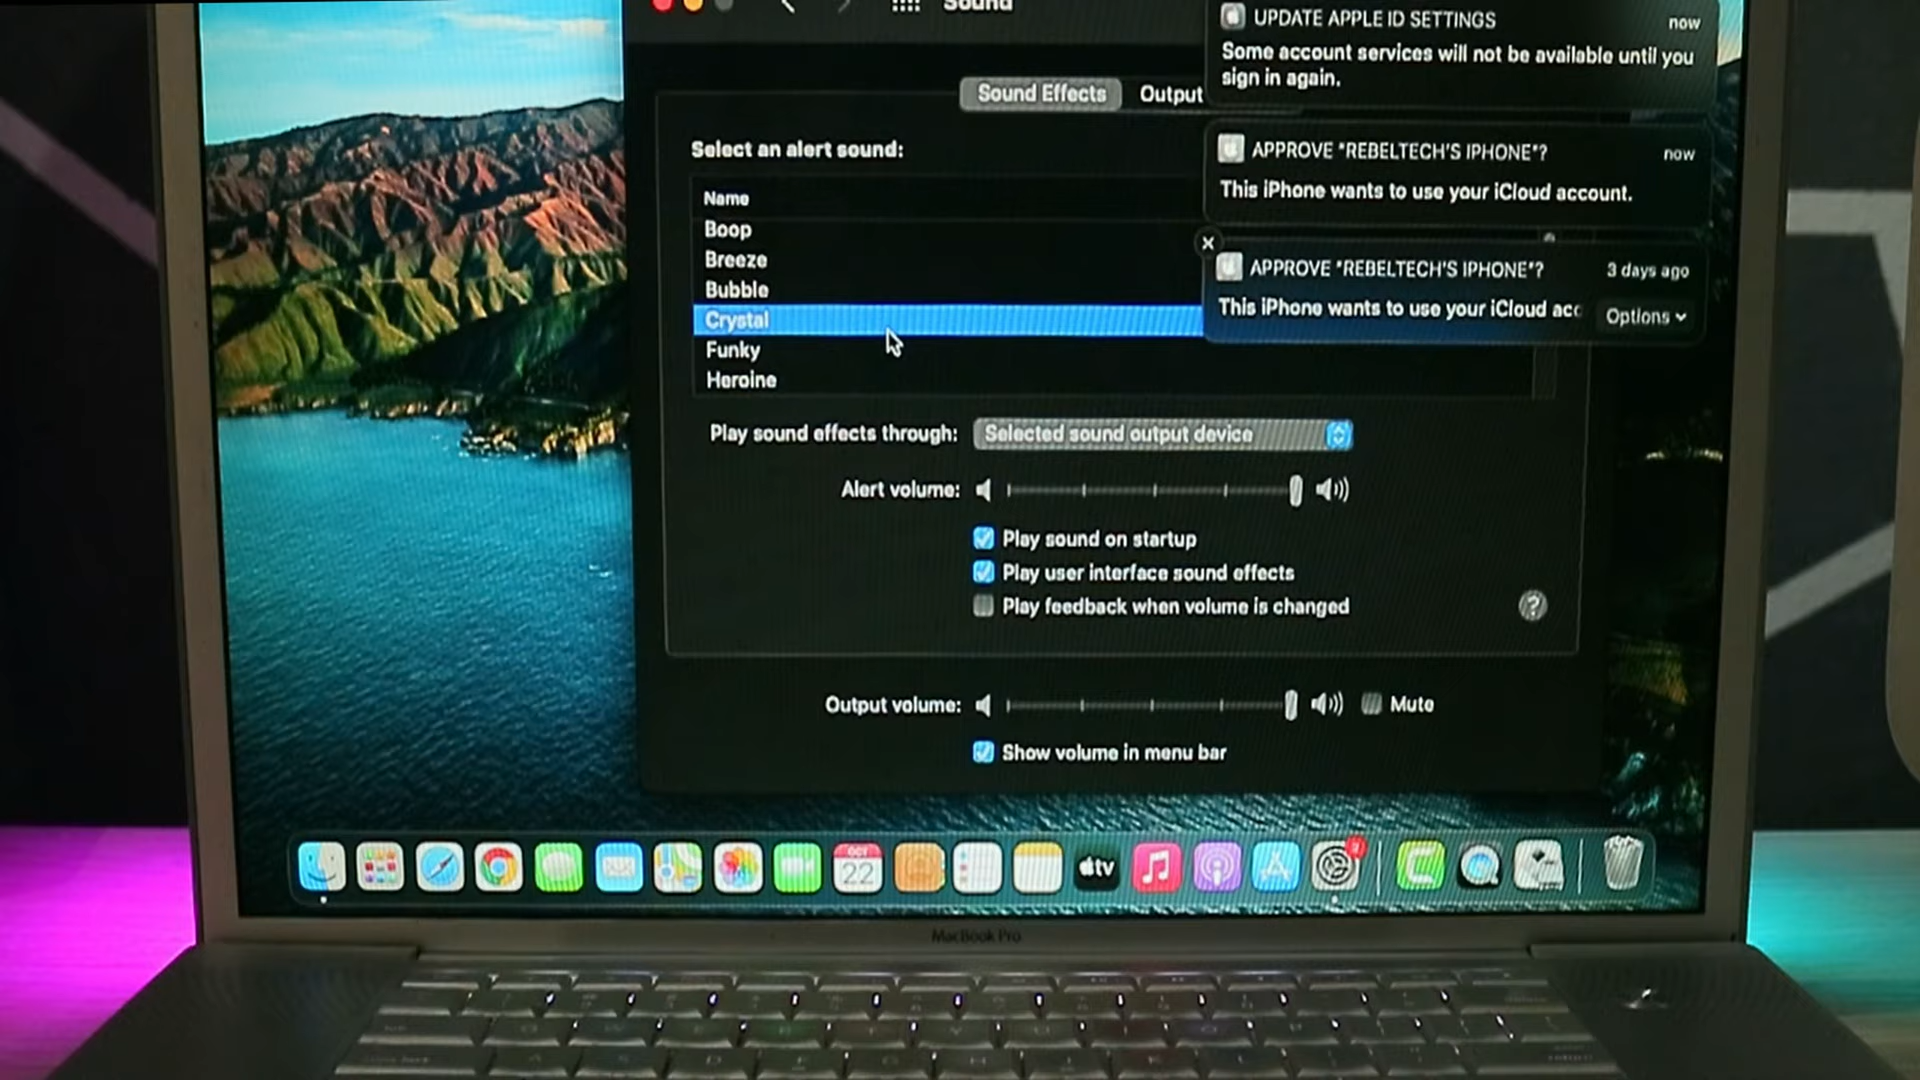 Sound
UPDATE APPLE ID SETTINGS
now
Some account services will not be available until you
sign in again.
Sound Effects
Output
Select an alert sound:
APPROVE "REBELTECH'S IPHONE"?
now
This iPhone wants to use your iCloud account.
Name
Boop
Breeze
Bubble
Crystal
Funky
Heroine
APPROVE "REBELTECH'S IPHONE"?
3 days ago
This iPhone wants to use your iCloud acc
Options
Play sound effects through:
Selected sound output device
Alert volume:
Play sound on startup
Play user interface sound effects
Play feedback when volume is changed
?
Output volume:
Mute
Show volume in menu bar
OCT
22
tv
MacBook Pro